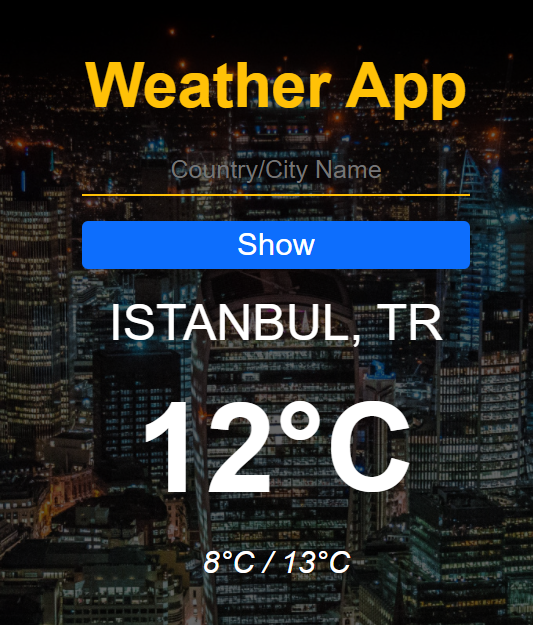 Weather App
Country/City Name
Show
ISTANBUL, TR
12°C
8°C / 13°C